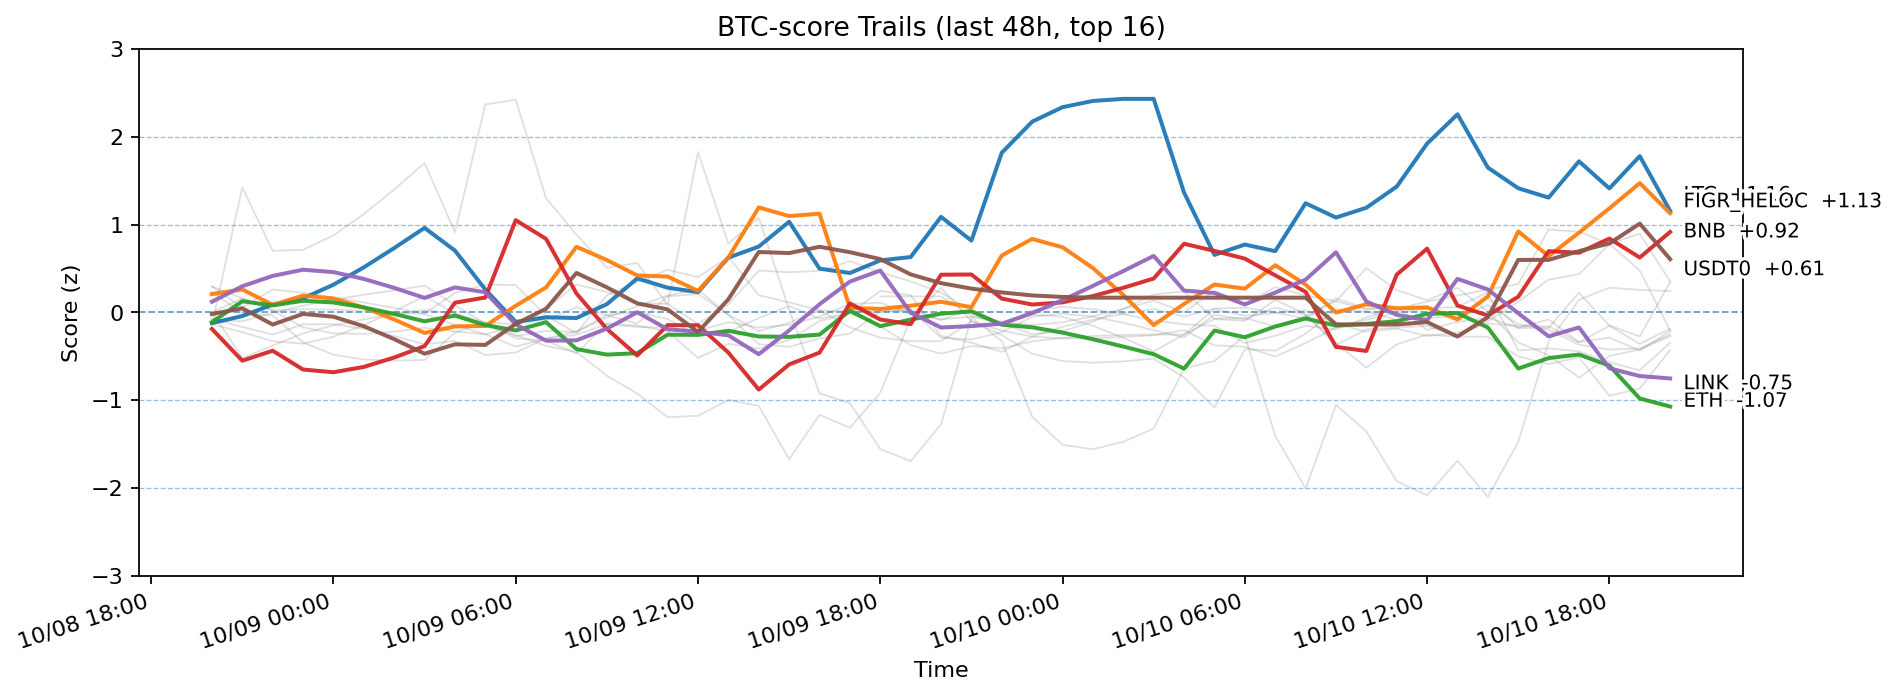 BTC-score Trails (last 48h, top 16)
3
2
1
0
−1
−2
−3
Score (z)
FIGR_HELOC +1.13
BNB +0.92
USDT0 +0.61
LINK -0.75
ETH -1.07
10/08 18:00
10/09 00:00
10/09 06:00
10/09 12:00
10/09 18:00
10/10 00:00
10/10 06:00
10/10 12:00
10/10 18:00
Time